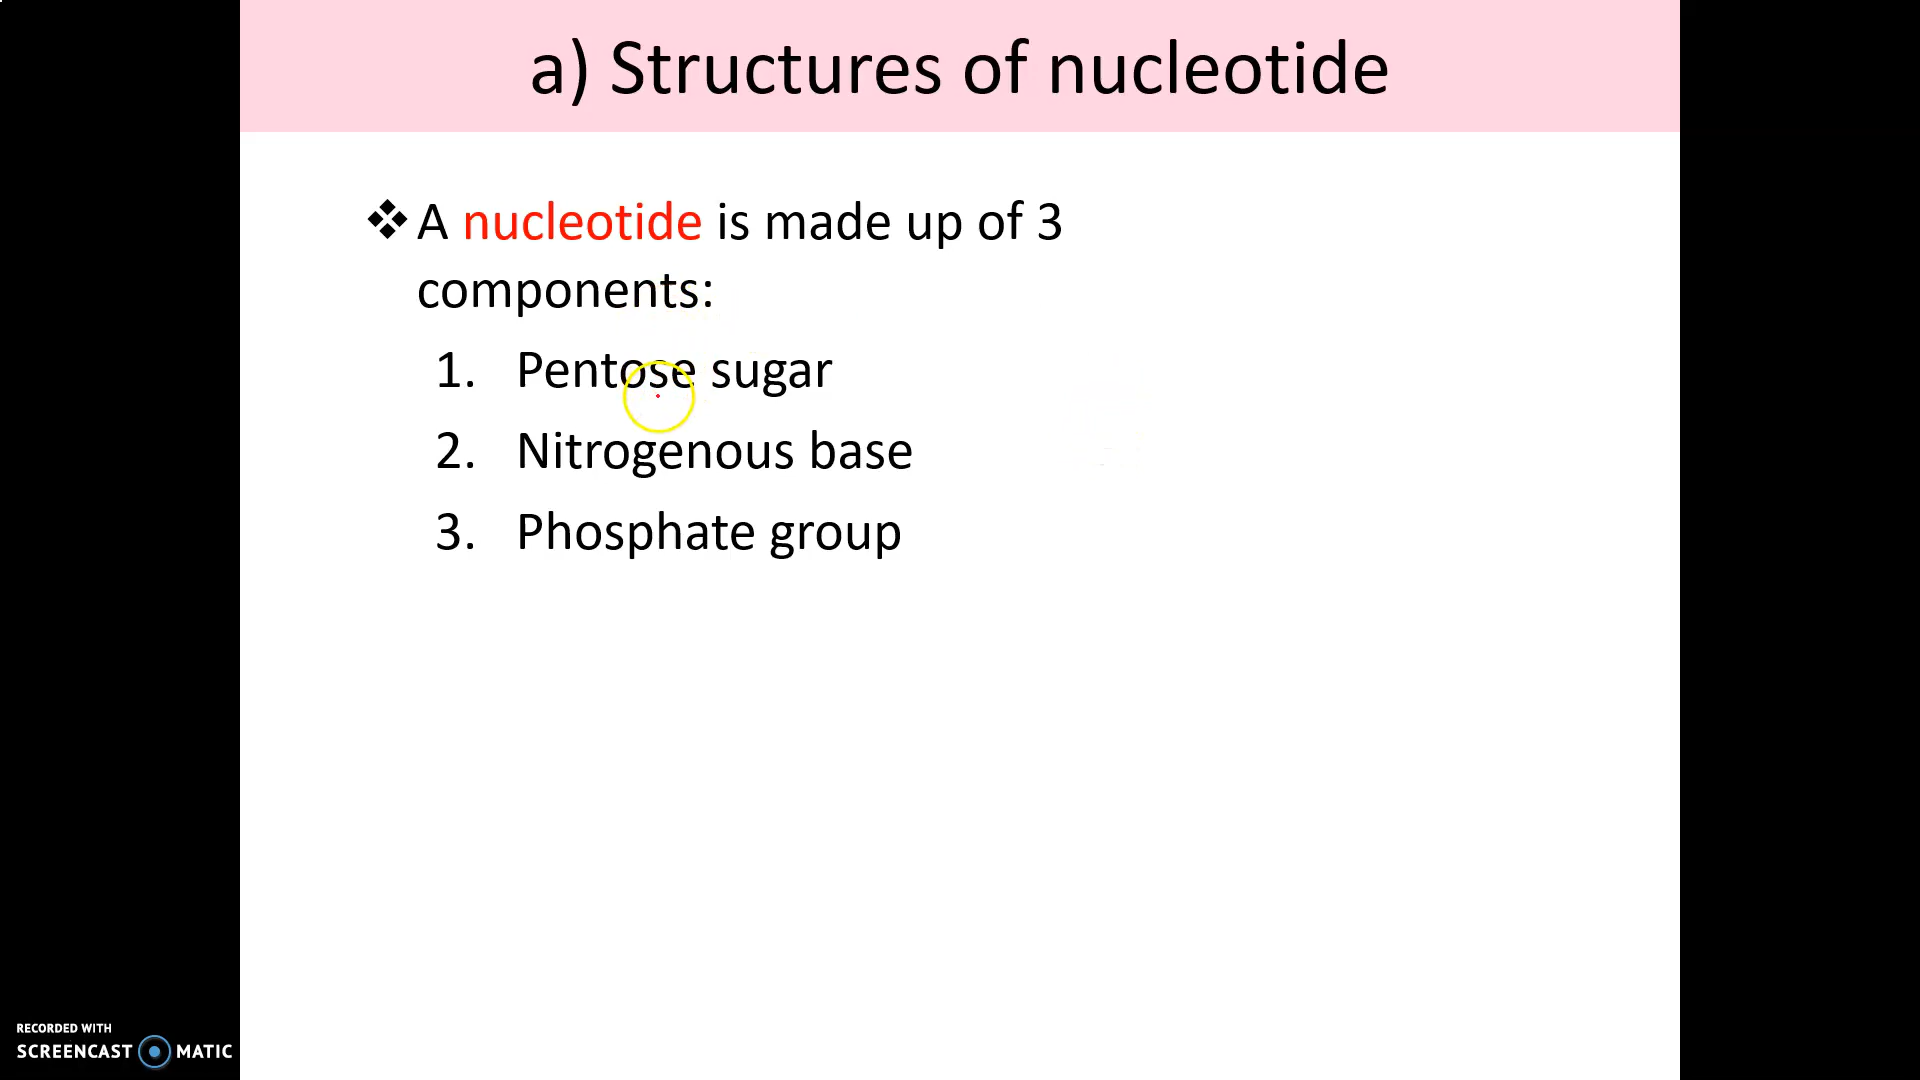 a) Structures of nucleotide
❖ A nucleotide is made up of 3
components:
1. Pentose sugar
2. Nitrogenous base
3. Phosphate group
RECORDED WITH
SCREENCAST MATIC